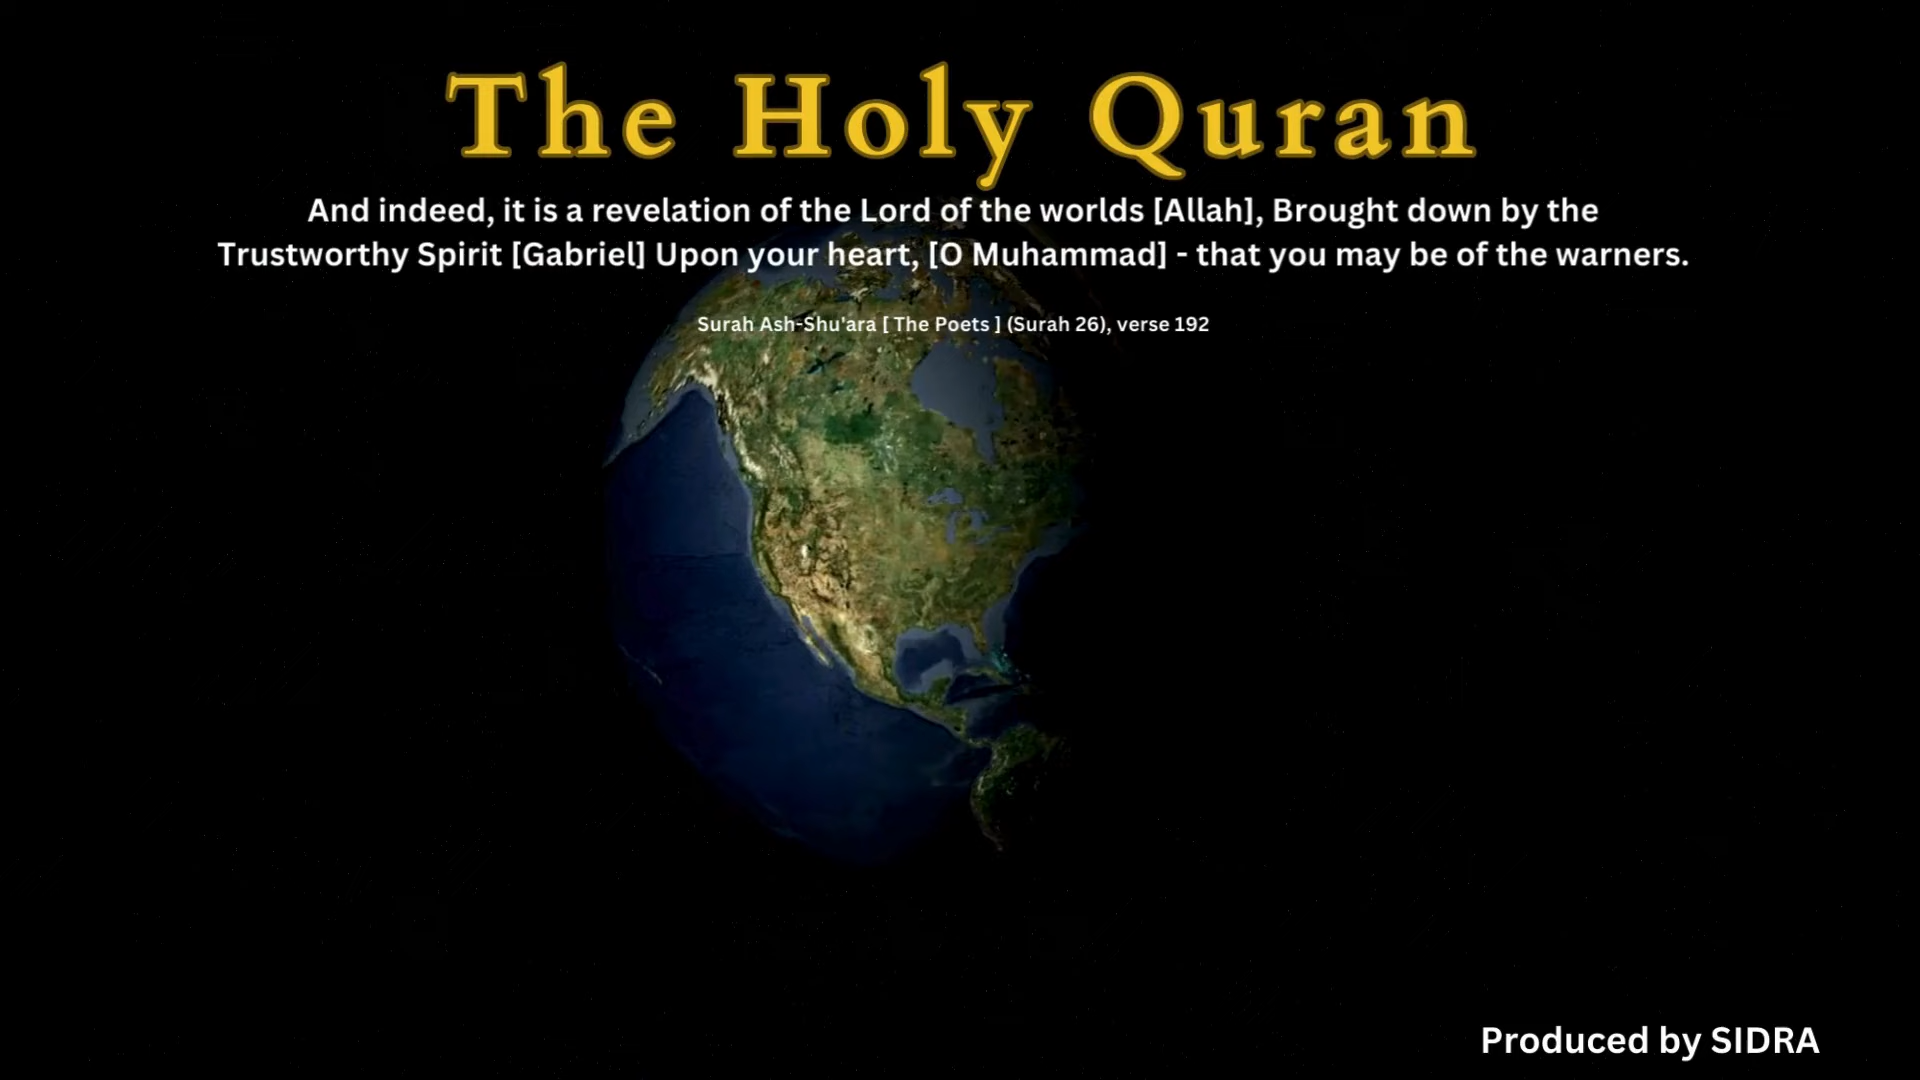 The Holy Quran
And indeed, it is a revelation of the Lord of the worlds [Allah], Brought down by the
Trustworthy Spirit [Gabriel] Upon your heart, [O Muhammad] - that you may be of the warners.
Surah Ash-Shu'ara [ The Poets ] (Surah 26), verse 192
Produced by SIDRA